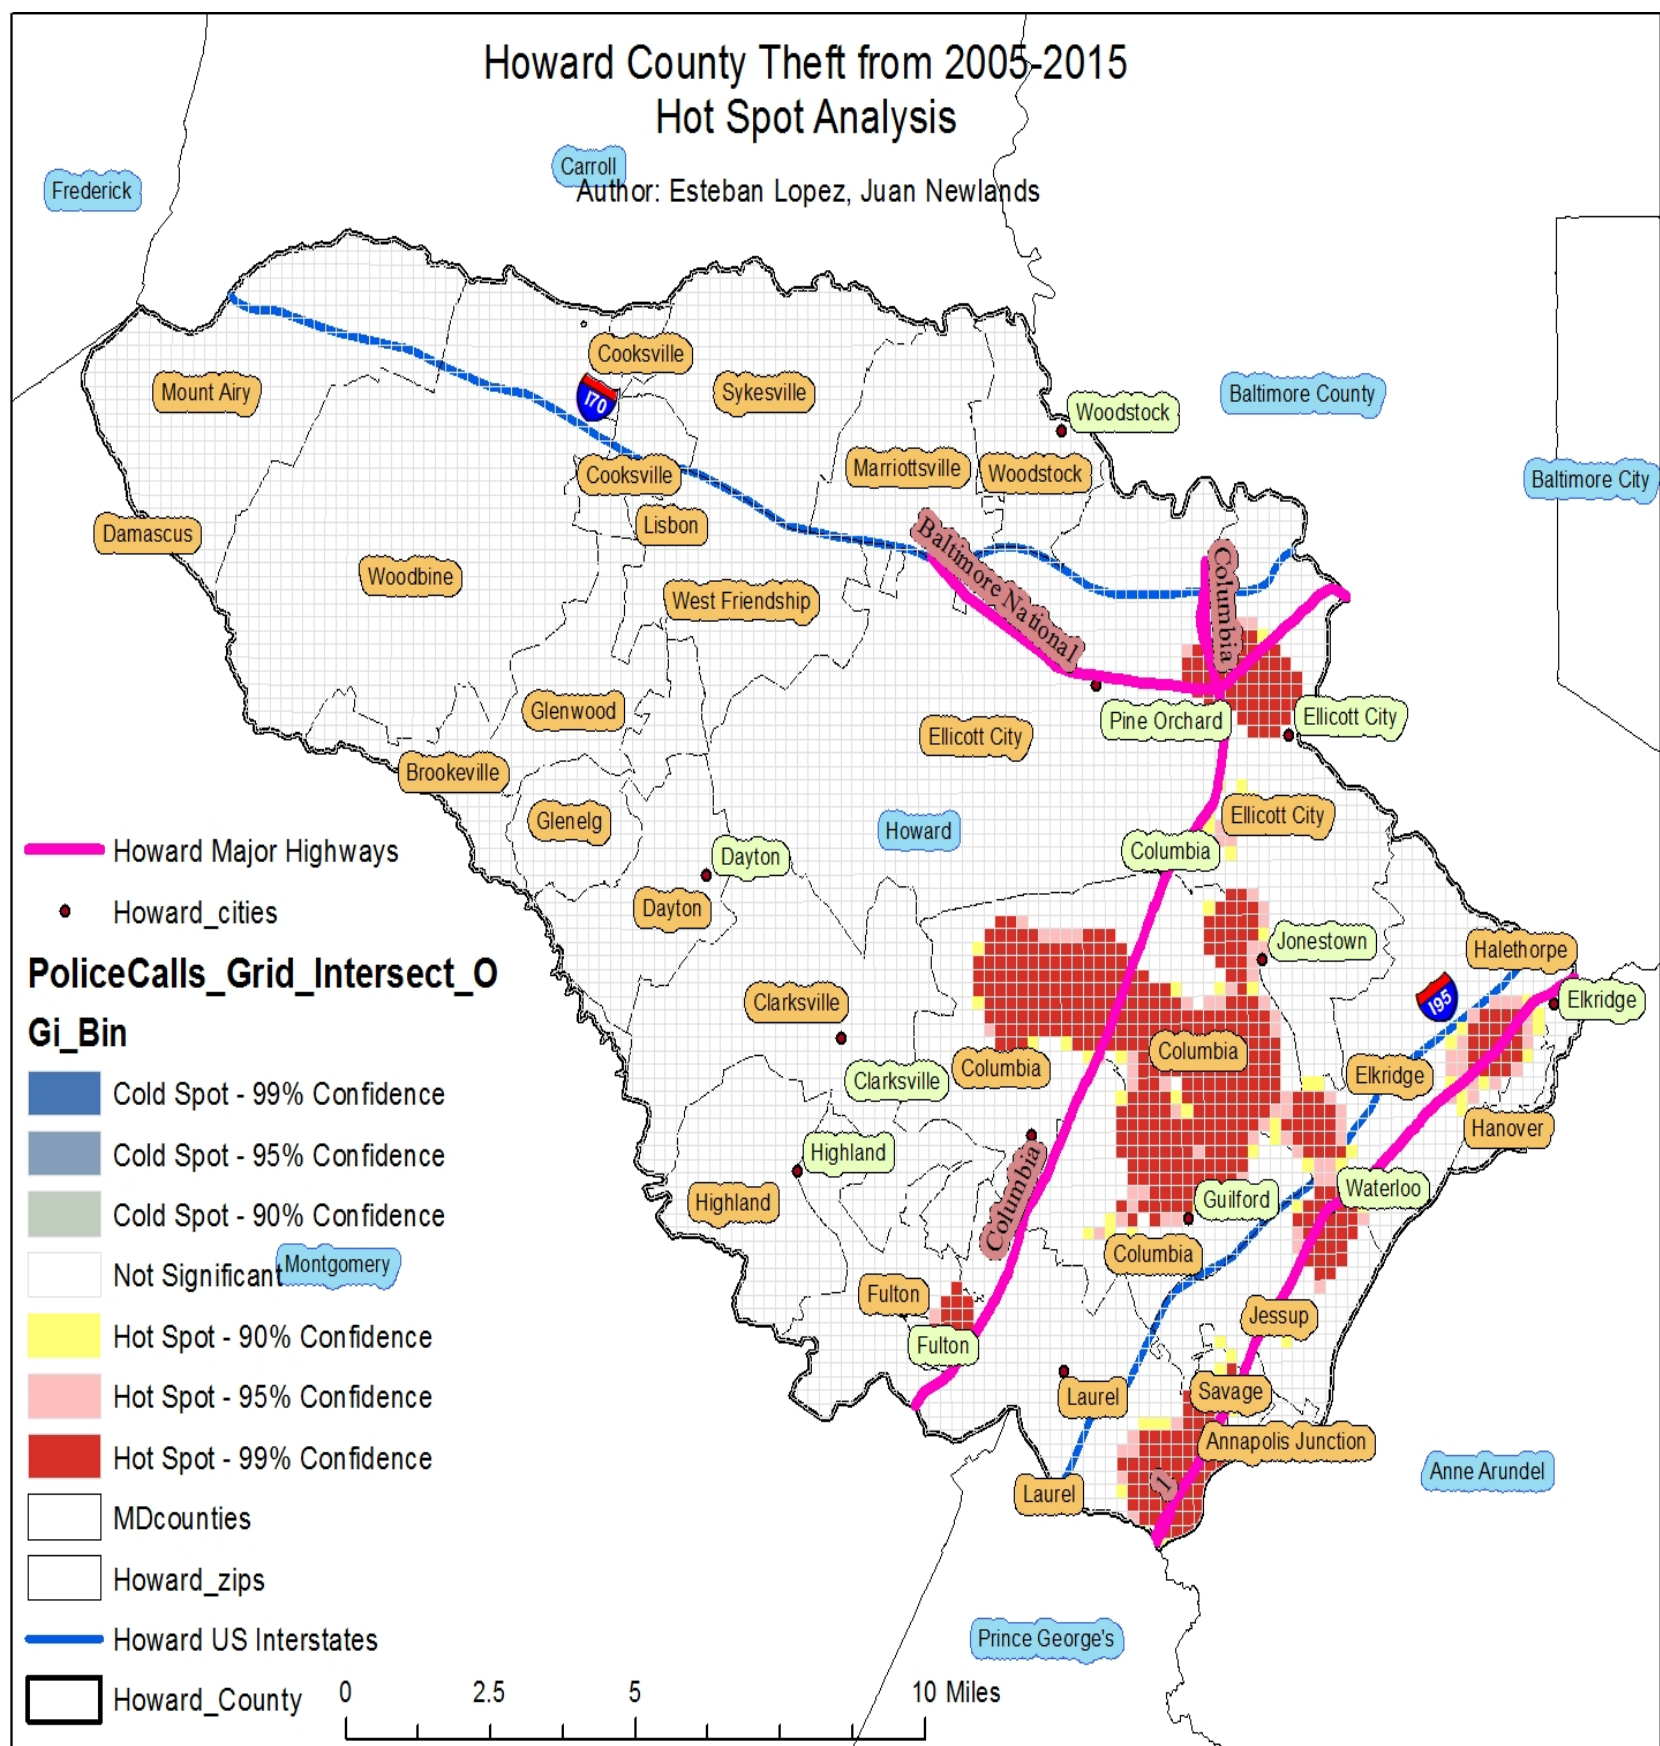 Howard County Theft from 2005-2015
Hot Spot Analysis
Carroll
Frederick
Author: Esteban Lopez, Juan Newlands
Cooksville
Mount Airy
I70
Sykesville
Baltimore County
Woodstock
Marriottsville
Woodstock
Cooksville
Baltimore City
Lisbon
Damascus
Baltimore National
Columbia
Woodbine
West Friendship
Glenwood
Ellicott City
Pine Orchard
Ellicott City
Brookeville
Glenelg
Howard
Ellicott City
Columbia
Dayton
Dayton
Jonestown
Halethorpe
Clarksville
I95
Elkridge
Columbia
Columbia
Clarksville
Elkridge
Hanover
Highland
Highland
Columbia
Guilford
Waterloo
Columbia
Montgomery
Fulton
Fulton
Jessup
Laurel
Savage
Annapolis Junction
1
Laurel
Anne Arundel
Prince George's
Howard Major Highways
Howard_cities
PoliceCalls_Grid_Intersect_O
Gi_Bin
Cold Spot - 99% Confidence
Cold Spot - 95% Confidence
Cold Spot - 90% Confidence
Not Significant
Hot Spot - 90% Confidence
Hot Spot - 95% Confidence
Hot Spot - 99% Confidence
MDcounties
Howard_zips
Howard US Interstates
Howard_County
0 2.5 5 10 Miles